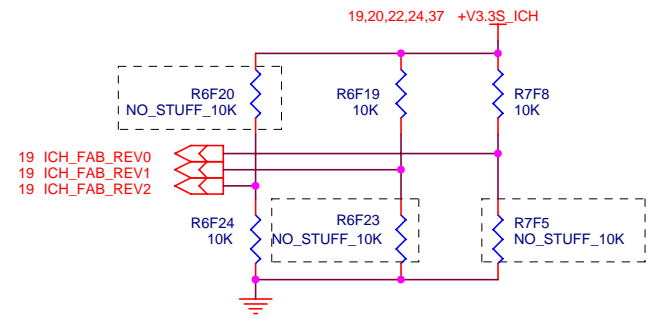 19,20,22,24,37 +V3.3S_ICH
R6F20
NO_STUFF_10K
R6F19
10K
R7F8
10K
19 ICH_FAB_REV0
19 ICH_FAB_REV1
19 ICH_FAB_REV2
R6F24
10K
R6F23
NO_STUFF_10K
R7F5
NO_STUFF_10K